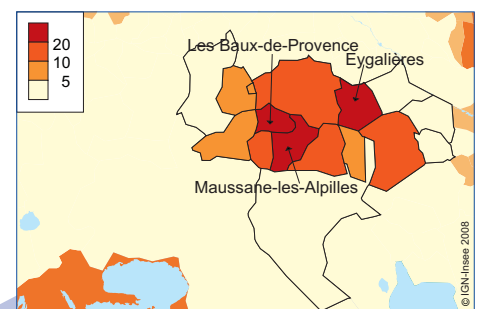 20
10
5
Les Baux-de-Provence
Eygalières
Maussane-les-Alpilles
© IGN-Insee 2008